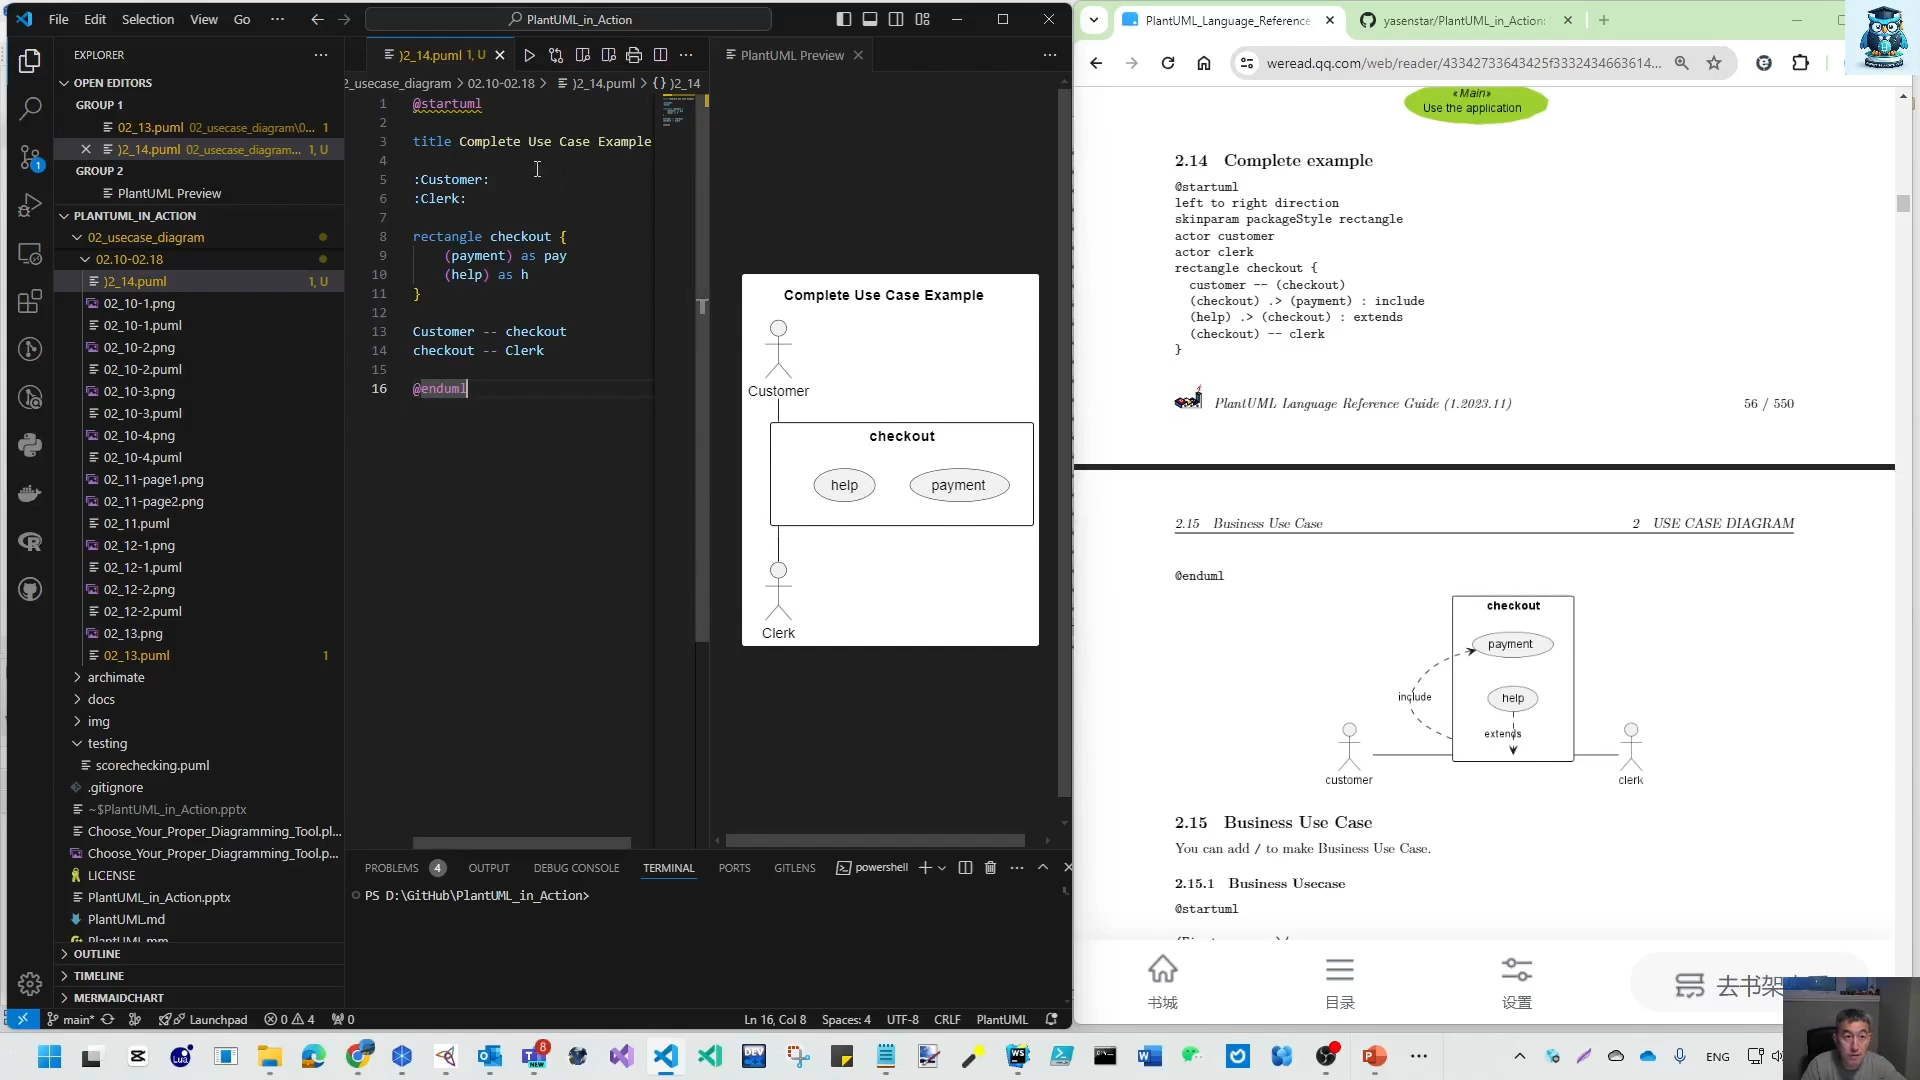 File Edit Selection View Go ··· PlantUML_in_Action
EXPLORER
OPEN EDITORS
GROUP 1
02_13.puml 02_usecase_diagram\0... 1
)2_14.puml 02_usecase_diagram... 1, U
GROUP 2
PlantUML Preview
PLANTUML_IN_ACTION
02_usecase_diagram
02.10-02.18
)2_14.puml 1, U
02_10-1.png
02_10-1.puml
02_10-2.png
02_10-2.puml
02_10-3.png
02_10-3.puml
02_10-4.png
02_10-4.puml
02_11-page1.png
02_11-page2.png
02_11.puml
02_12-1.png
02_12-1.puml
02_12-2.png
02_12-2.puml
02_13.png
02_13.puml 1
archimate
docs
img
testing
scorechecking.puml
.gitignore
~$PlantUML_in_Action.pptx
Choose_Your_Proper_Diagramming_Tool.pl...
Choose_Your_Proper_Diagramming_Tool.p...
LICENSE
PlantUML_in_Action.pptx
PlantUML.md
PlantUML.mm
OUTLINE
TIMELINE
MERMAIDCHART
)2_14.puml 1, U
2_usecase_diagram > 02.10-02.18 > )2_14.puml > {} )2_14
1 @startuml
2
3 title Complete Use Case Example
4
5 :Customer:
6 :Clerk:
7
8 rectangle checkout {
9 (payment) as pay
10 (help) as h
11 }
12
13 Customer -- checkout
14 checkout -- Clerk
15
16 @enduml
PlantUML Preview
Complete Use Case Example
Customer
checkout
help payment
Clerk
PROBLEMS 4 OUTPUT DEBUG CONSOLE TERMINAL PORTS GITLENS powershell
PS D:\GitHub\PlantUML_in_Action>
main* Launchpad 0 4 0 Ln 16, Col 8 Spaces: 4 UTF-8 CRLF PlantUML
PlantUML_Language_Reference yasenstar/PlantUML_in_Action:
weread.qq.com/web/reader/43342733643425f3332434663614...
«Main»
Use the application
2.14 Complete example
@startuml
left to right direction
skinparam packageStyle rectangle
actor customer
actor clerk
rectangle checkout {
customer -- (checkout)
(checkout) .> (payment) : include
(help) .> (checkout) : extends
(checkout) -- clerk
}
PlantUML Language Reference Guide (1.2023.11) 56 / 550
2.15 Business Use Case 2 USE CASE DIAGRAM
@enduml
checkout
payment
include
help
extends
customer
clerk
2.15 Business Use Case
You can add / to make Business Use Case.
2.15.1 Business Usecase
@startuml
书城
目录
设置
去书架
8
NEW
Lua
DEV
WS
ENG